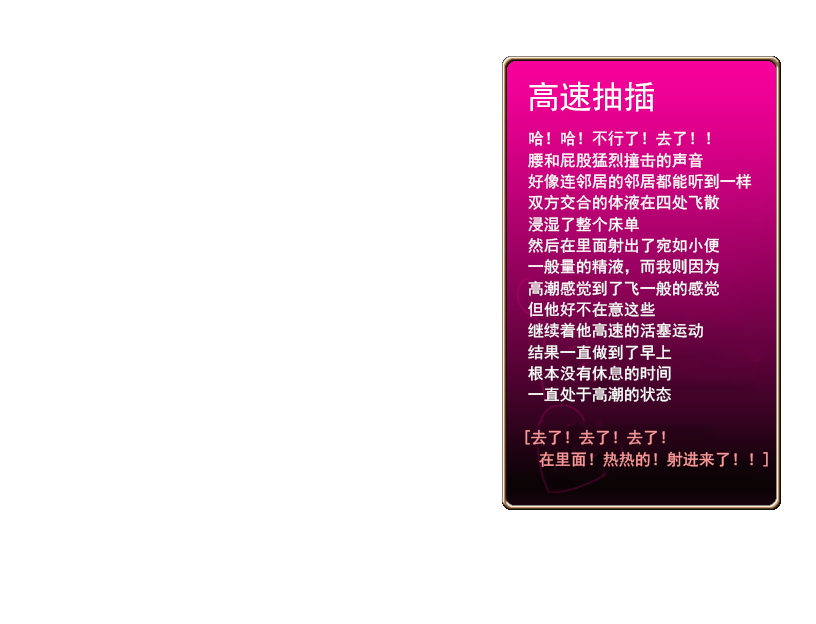 高速抽插
哈！哈！不行了！去了！！
腰和屁股猛烈撞击的声音
好像连邻居的邻居都能听到一样
双方交合的体液在四处飞散
浸湿了整个床单
然后在里面射出了宛如小便
一般量的精液，而我则因为
高潮感觉到了飞一般的感觉
但他好不在意这些
继续着他高速的活塞运动
结果一直做到了早上
根本没有休息的时间
一直处于高潮的状态
[去了！去了！去了！
在里面！热热的！射进来了！！]